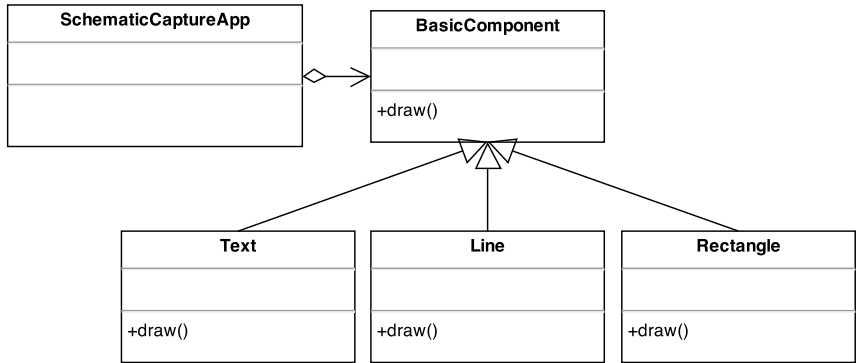 SchematicCaptureApp
BasicComponent
+draw()
Text
Line
Rectangle
+draw()
+draw()
+draw()